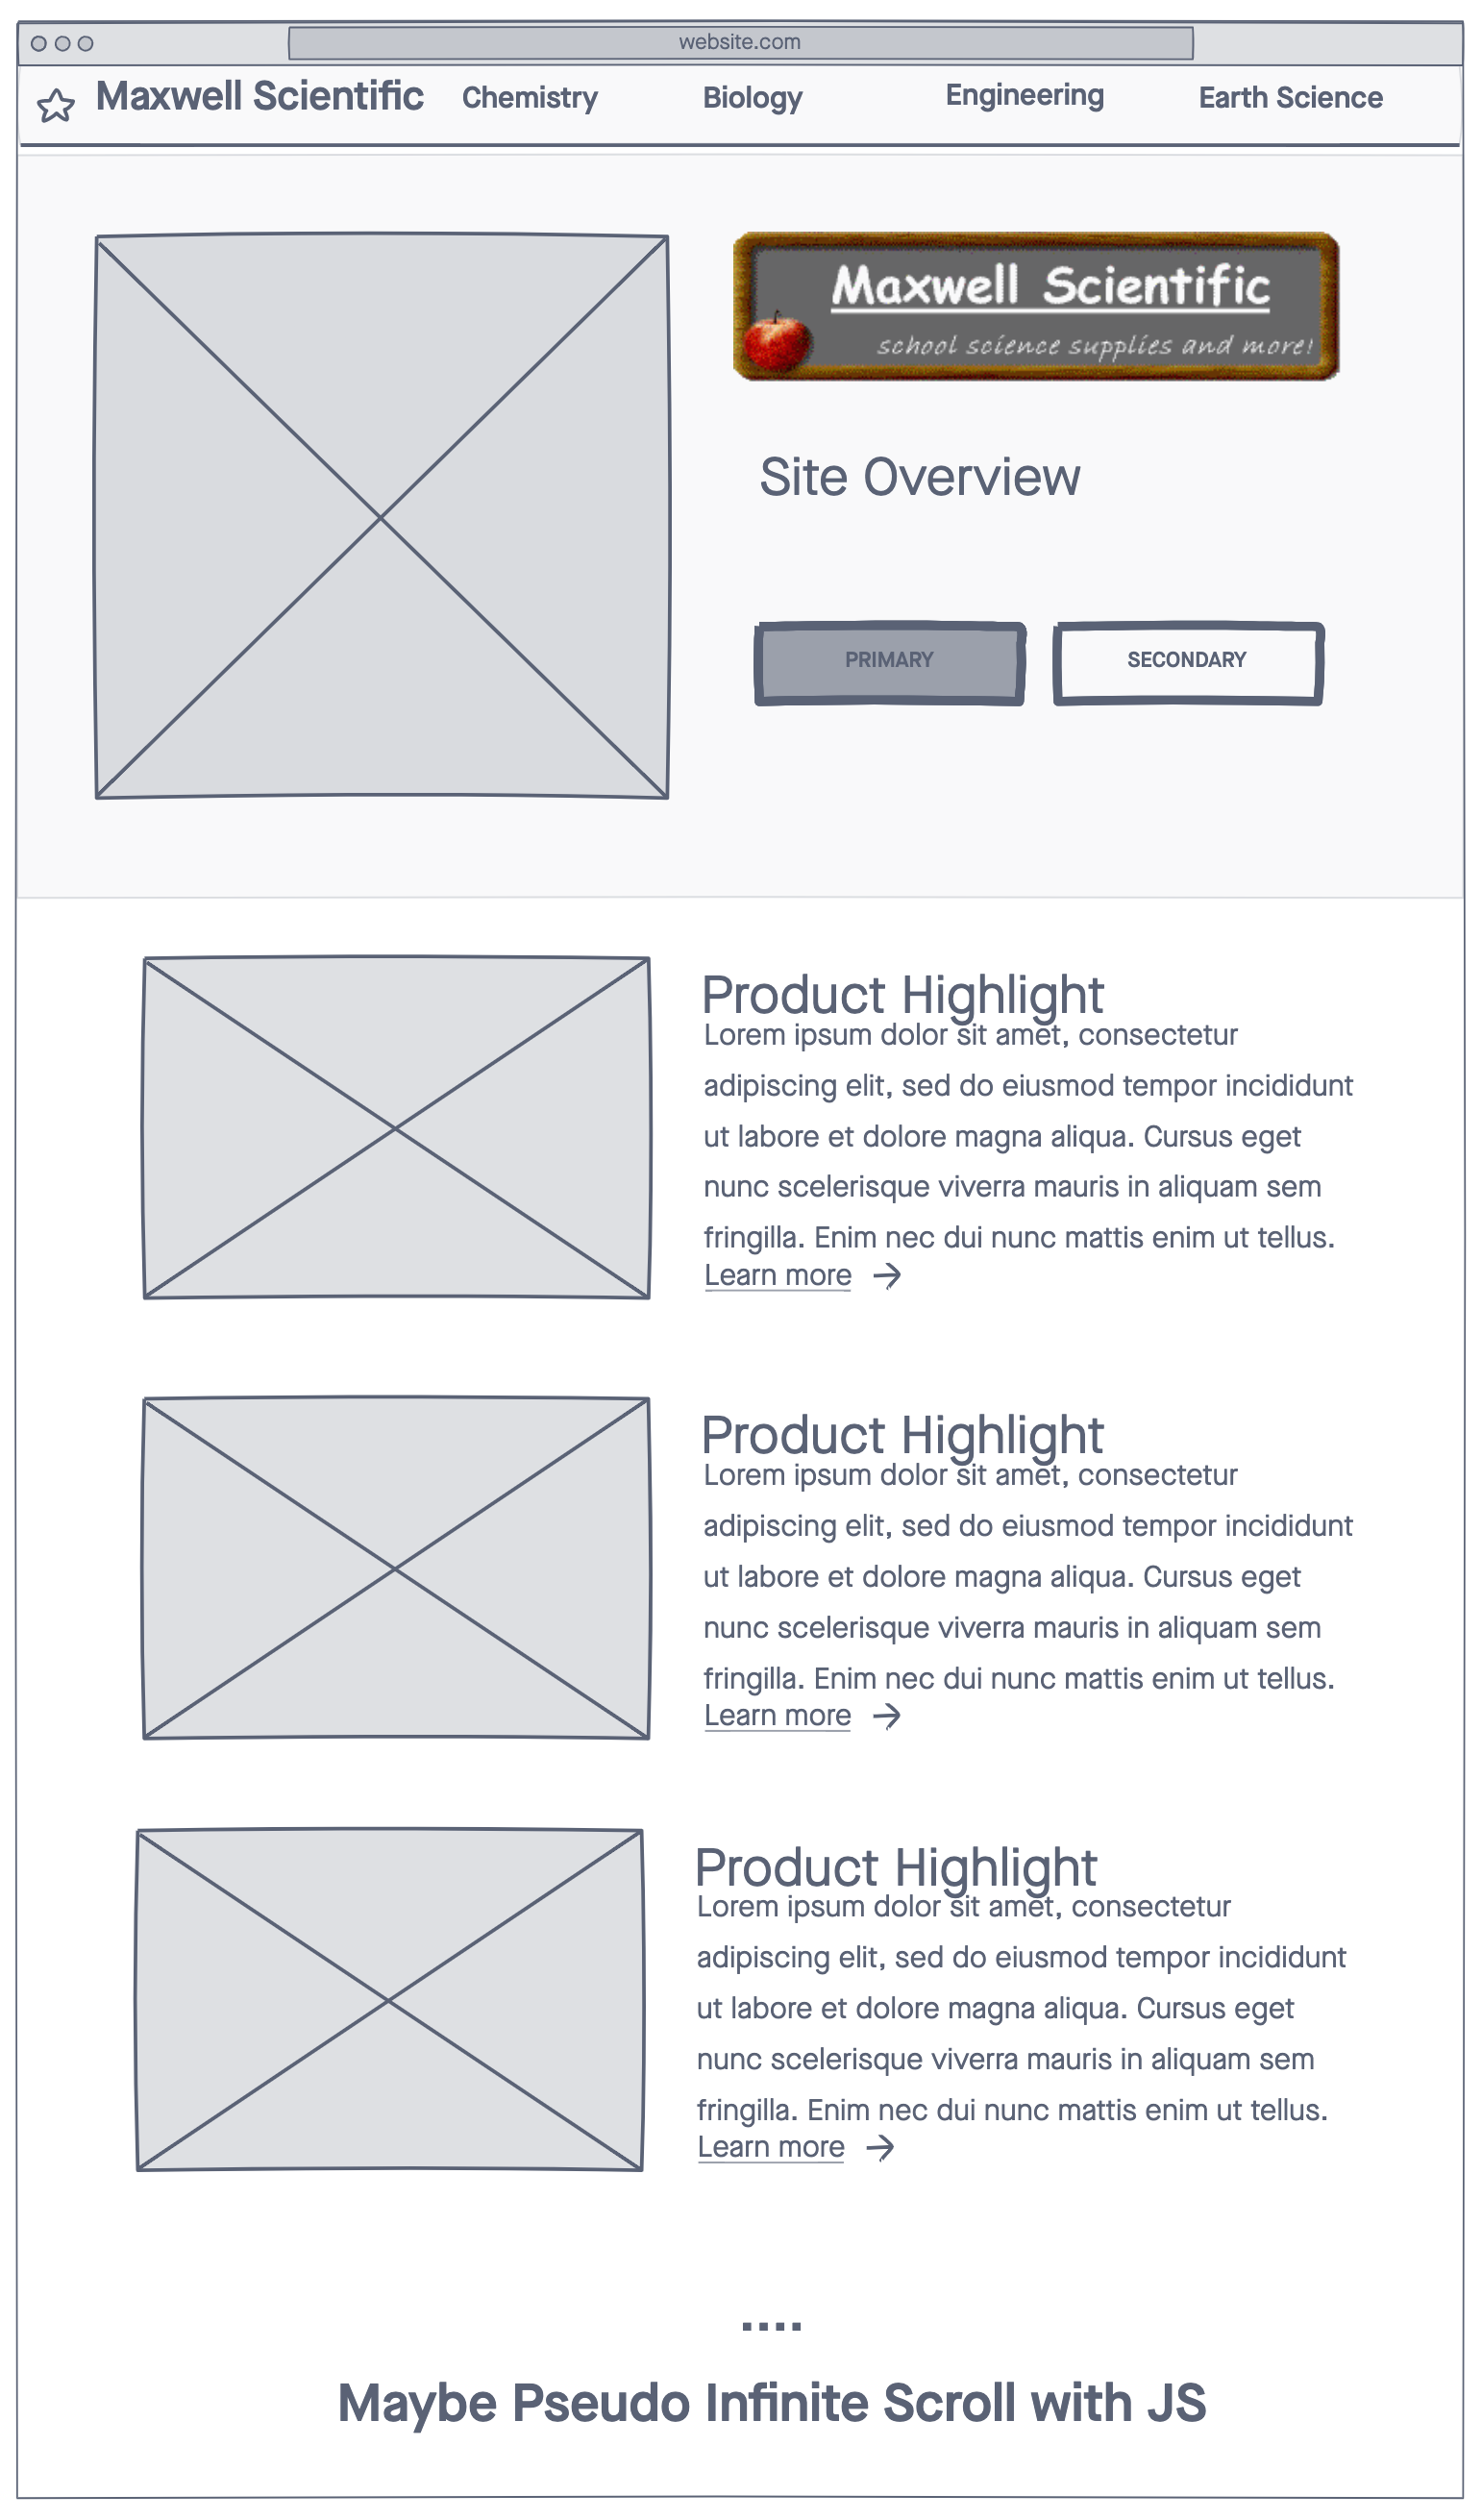 website.com
Maxwell Scientific Chemistry Biology Engineering Earth Science
Maxwell Scientific
school science supplies and more!
Site Overview
PRIMARY SECONDARY
Product Highlight
Lorem ipsum dolor sit amet, consectetur
adipiscing elit, sed do eiusmod tempor incididunt
ut labore et dolore magna aliqua. Cursus eget
nunc scelerisque viverra mauris in aliquam sem
fringilla. Enim nec dui nunc mattis enim ut tellus.
Learn more →
Product Highlight
Lorem ipsum dolor sit amet, consectetur
adipiscing elit, sed do eiusmod tempor incididunt
ut labore et dolore magna aliqua. Cursus eget
nunc scelerisque viverra mauris in aliquam sem
fringilla. Enim nec dui nunc mattis enim ut tellus.
Learn more →
Product Highlight
Lorem ipsum dolor sit amet, consectetur
adipiscing elit, sed do eiusmod tempor incididunt
ut labore et dolore magna aliqua. Cursus eget
nunc scelerisque viverra mauris in aliquam sem
fringilla. Enim nec dui nunc mattis enim ut tellus.
Learn more →
....
Maybe Pseudo Infinite Scroll with JS